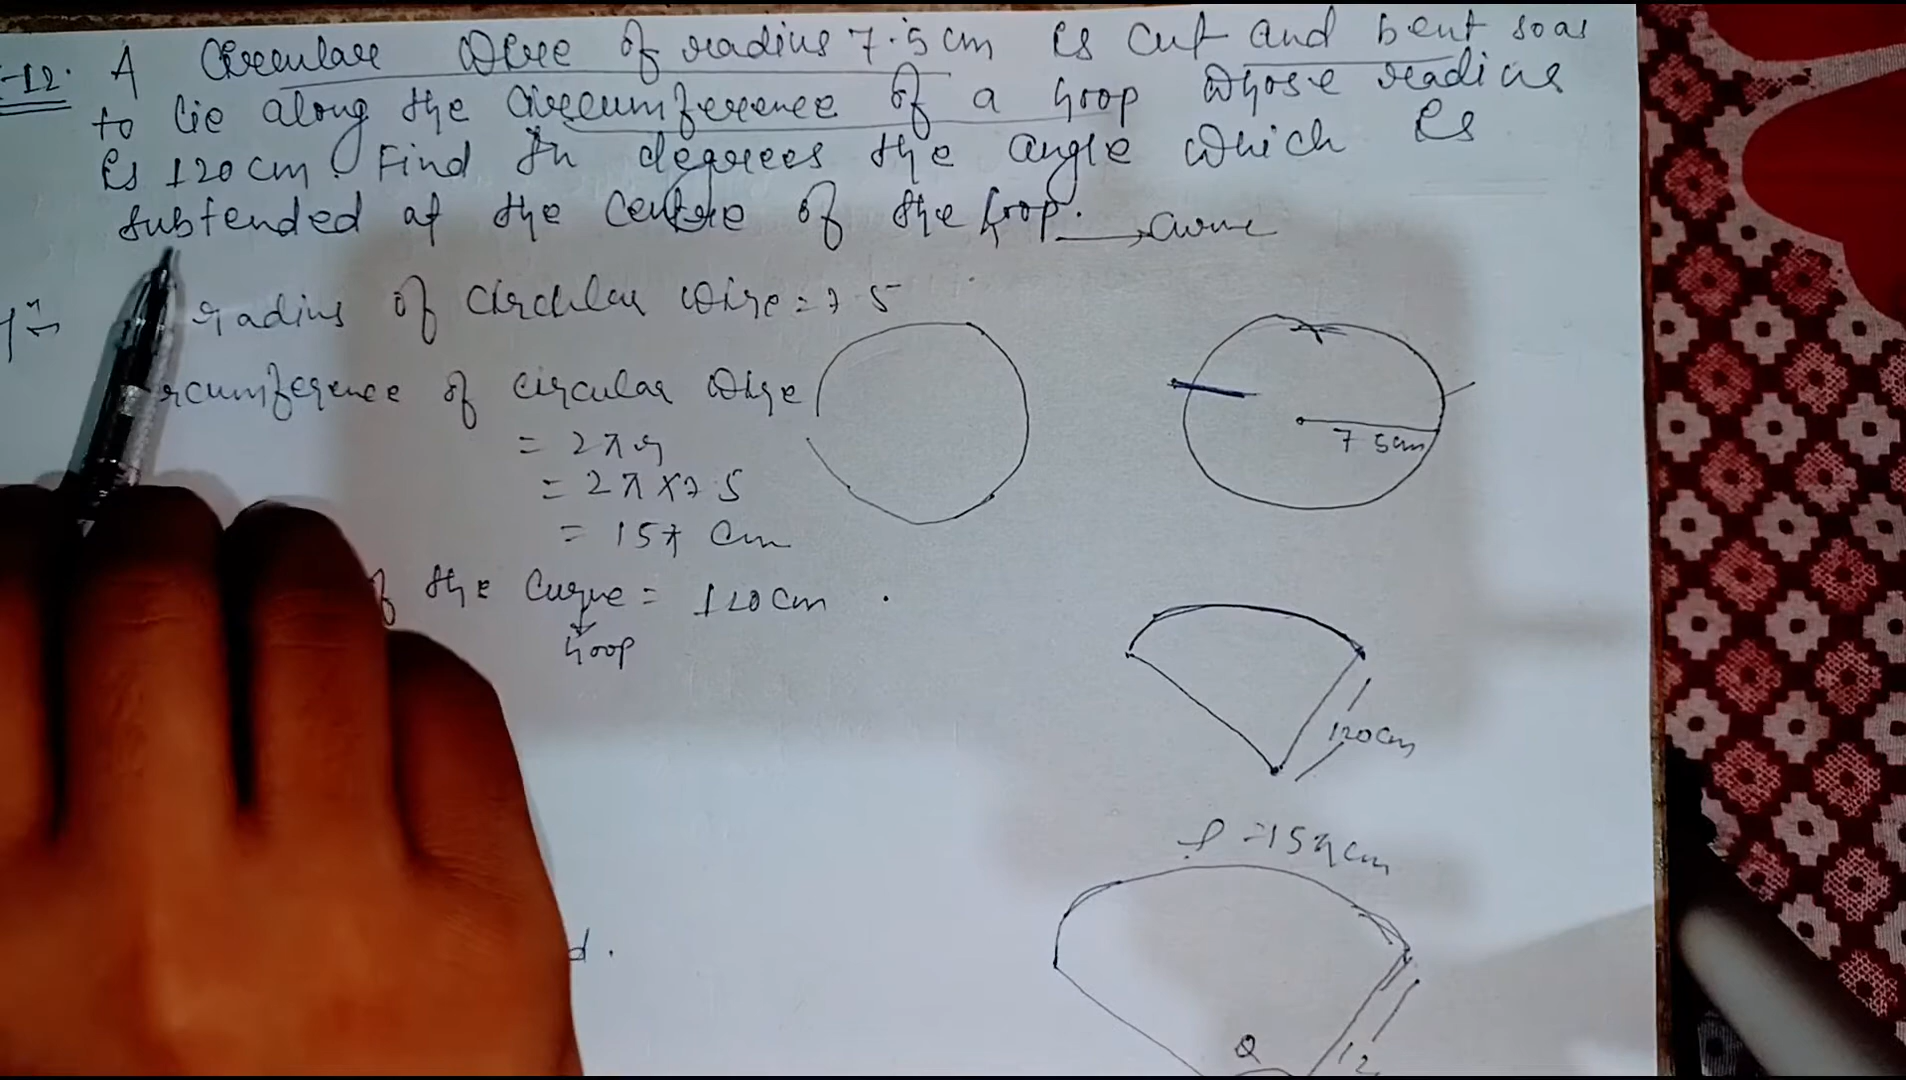 -12. A Circular Wire of radius 7.5 cm is cut and bent so as
to lie along the circumference of a hoop whose radius
is 120 cm. Find In degrees the angle which is
subtended at the centre of the hoop. → Curve
radius of circular wire = 7.5
rcumference of circular wire
= 2πr
= 2π×7.5
= 15π cm
7.5cm
f the Curve = 120cm .
hoop
120cm
l = 15π cm
d.
θ
12